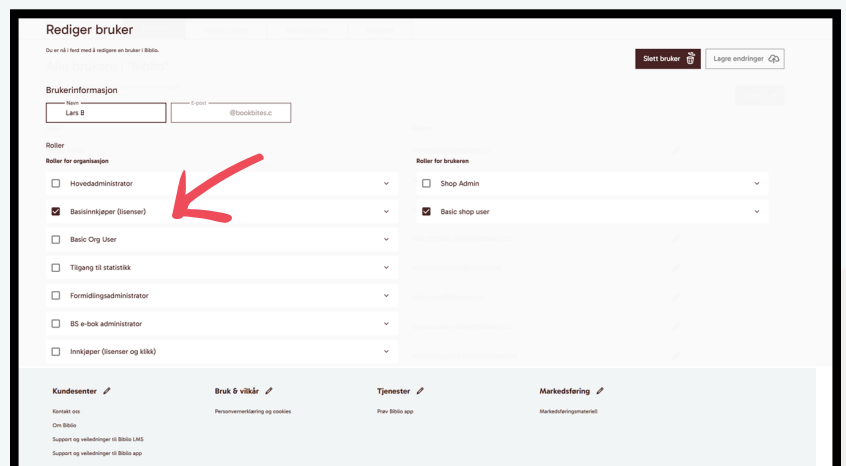 Rediger bruker
Du er nå i ferd med å redigere en bruker i Biblio.
Slett bruker
Lagre endringer
Brukerinformasjon
Navn
Lars B
E-post
@bookbites.c
Roller
Roller for organisasjon
Hovedadministrator
Basisinnkjøper (lisenser)
Basic Org User
Tilgang til statistikk
Formidlingsadministrator
BS e-bok administrator
Innkjøper (lisenser og klikk)
Roller for brukeren
Shop Admin
Basic shop user
Kundesenter
Kontakt oss
Om Biblio
Support og veiledninger til Biblio LMS
Support og veiledninger til Biblio app
Bruk & vilkår
Personvernerklæring og cookies
Tjenester
Prøv Biblio app
Markedsføring
Markedsføringsmateriell